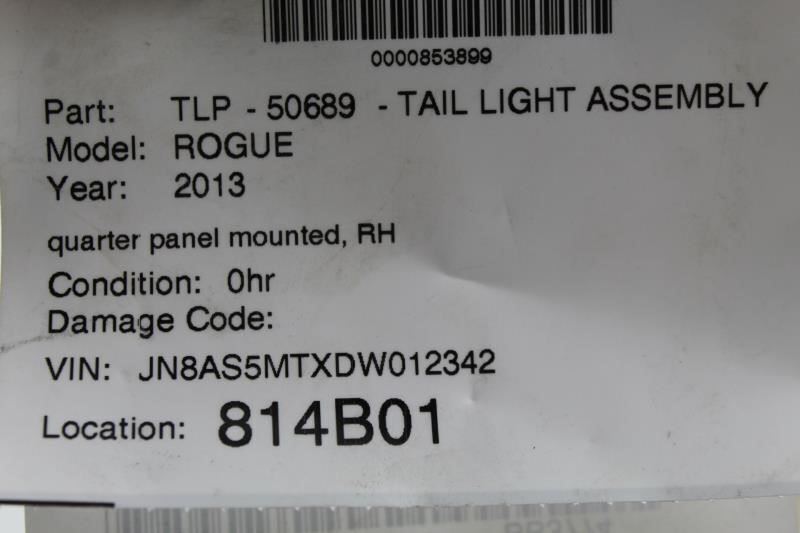 0000853899
Part: TLP - 50689 - TAIL LIGHT ASSEMBLY
Model: ROGUE
Year: 2013
quarter panel mounted, RH
Condition: 0hr
Damage Code:
VIN: JN8AS5MTXDW012342
Location: 814B01